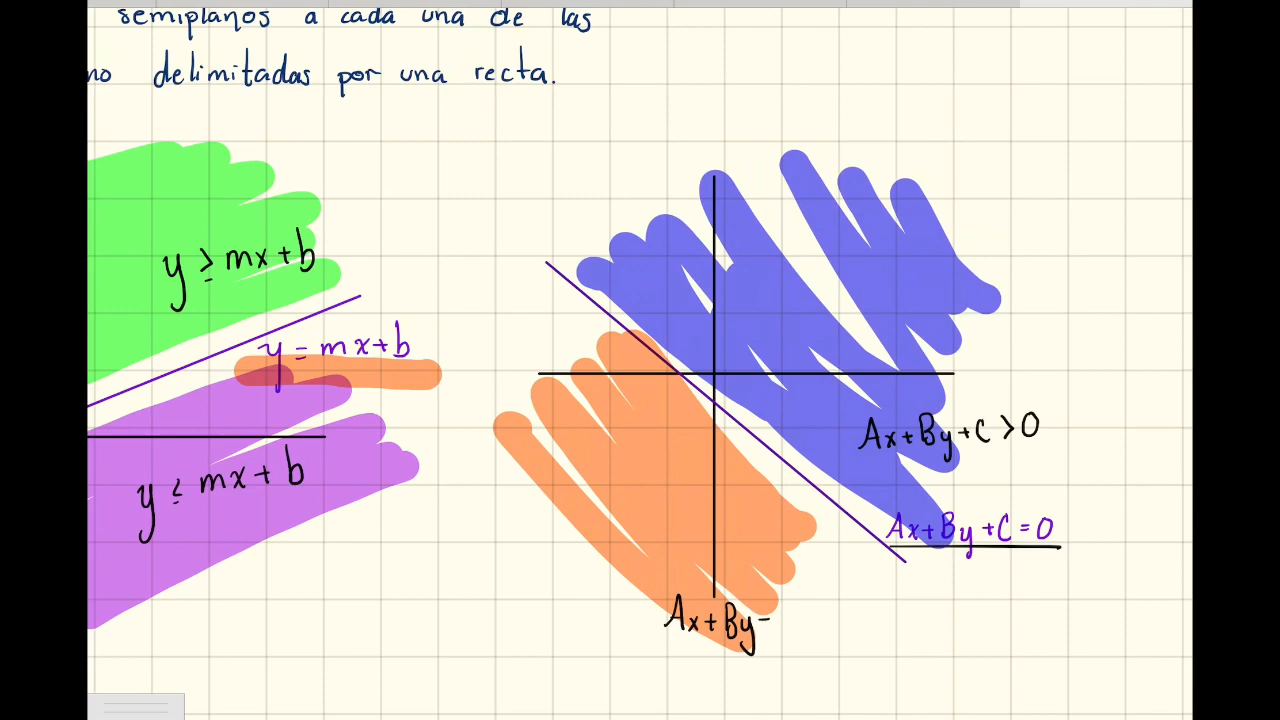 semiplanos a cada una de las
no delimitadas por una recta.
y ≥ mx+b
y = mx+b
Ax+By+C >0
y ≤ mx+b
Ax+By+C=0
Ax+By-